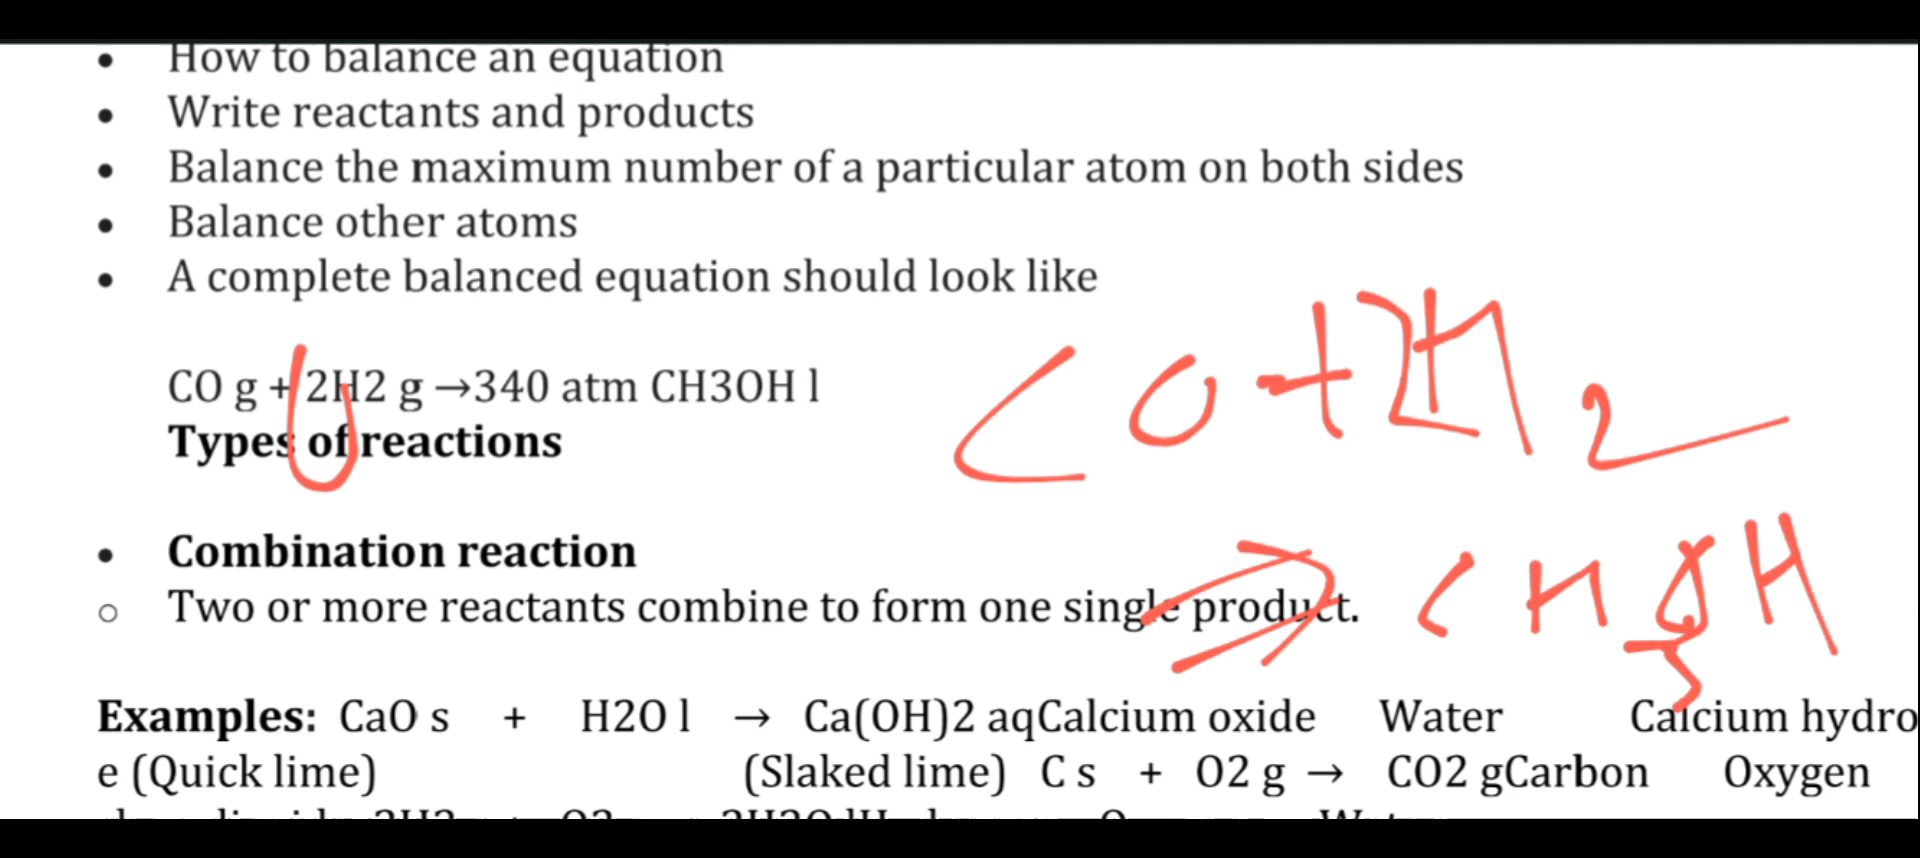 How to balance an equation
Write reactants and products
Balance the maximum number of a particular atom on both sides
Balance other atoms
A complete balanced equation should look like
CO g + 2H2 g →340 atm CH3OH l
CO+2H2
Types of reactions
Combination reaction
→ CH3OH
Two or more reactants combine to form one single product.
Examples: CaO s + H2O l → Ca(OH)2 aqCalcium oxide Water Calcium hydro
e (Quick lime) (Slaked lime) C s + O2 g → CO2 gCarbon Oxygen